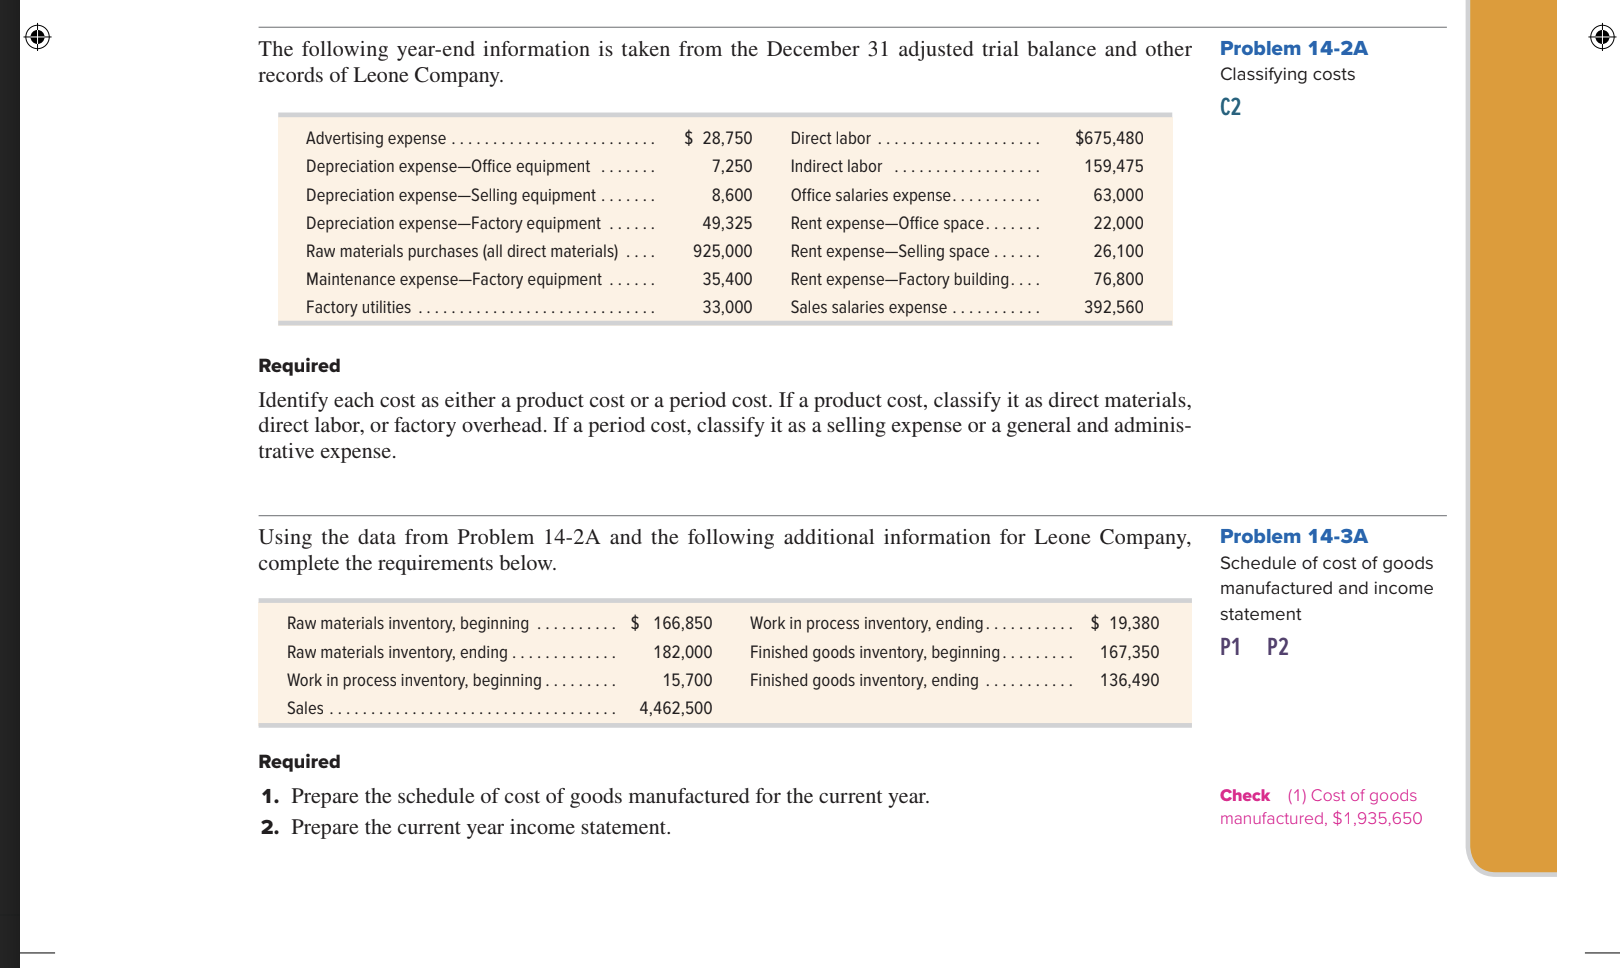 The following year-end information is taken from the December 31 adjusted trial balance and other
records of Leone Company.
Problem 14-2A
Classifying costs
C2
Advertising expense ......................... $ 28,750 Direct labor .................... $675,480
Depreciation expense—Office equipment ....... 7,250 Indirect labor .................. 159,475
Depreciation expense—Selling equipment ....... 8,600 Office salaries expense........... 63,000
Depreciation expense—Factory equipment ...... 49,325 Rent expense—Office space....... 22,000
Raw materials purchases (all direct materials) .... 925,000 Rent expense—Selling space ...... 26,100
Maintenance expense—Factory equipment ...... 35,400 Rent expense—Factory building.... 76,800
Factory utilities ............................. 33,000 Sales salaries expense ........... 392,560
Required
Identify each cost as either a product cost or a period cost. If a product cost, classify it as direct materials,
direct labor, or factory overhead. If a period cost, classify it as a selling expense or a general and adminis-
trative expense.
Using the data from Problem 14-2A and the following additional information for Leone Company,
complete the requirements below.
Problem 14-3A
Schedule of cost of goods
manufactured and income
statement
P1 P2
Raw materials inventory, beginning .......... $ 166,850 Work in process inventory, ending........... $ 19,380
Raw materials inventory, ending ............. 182,000 Finished goods inventory, beginning......... 167,350
Work in process inventory, beginning ......... 15,700 Finished goods inventory, ending ........... 136,490
Sales ................................... 4,462,500
Required
1. Prepare the schedule of cost of goods manufactured for the current year.
2. Prepare the current year income statement.
Check (1) Cost of goods
manufactured, $1,935,650